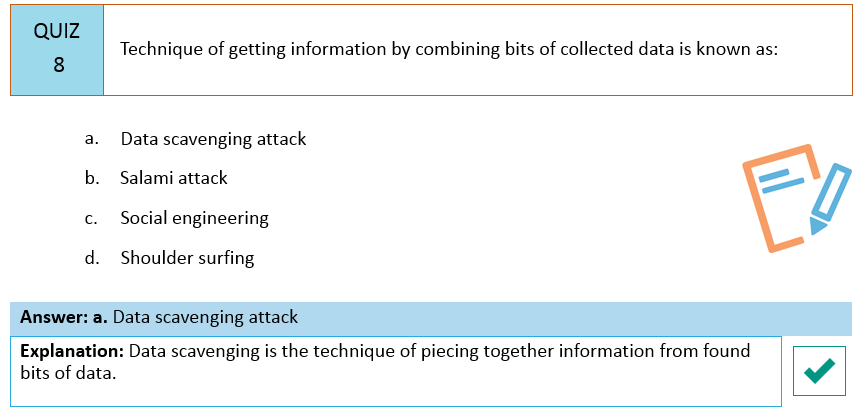 QUIZ
8
Technique of getting information by combining bits of collected data is known as:
a. Data scavenging attack
b. Salami attack
c. Social engineering
d. Shoulder surfing
Answer: a. Data scavenging attack
Explanation: Data scavenging is the technique of piecing together information from found
bits of data.